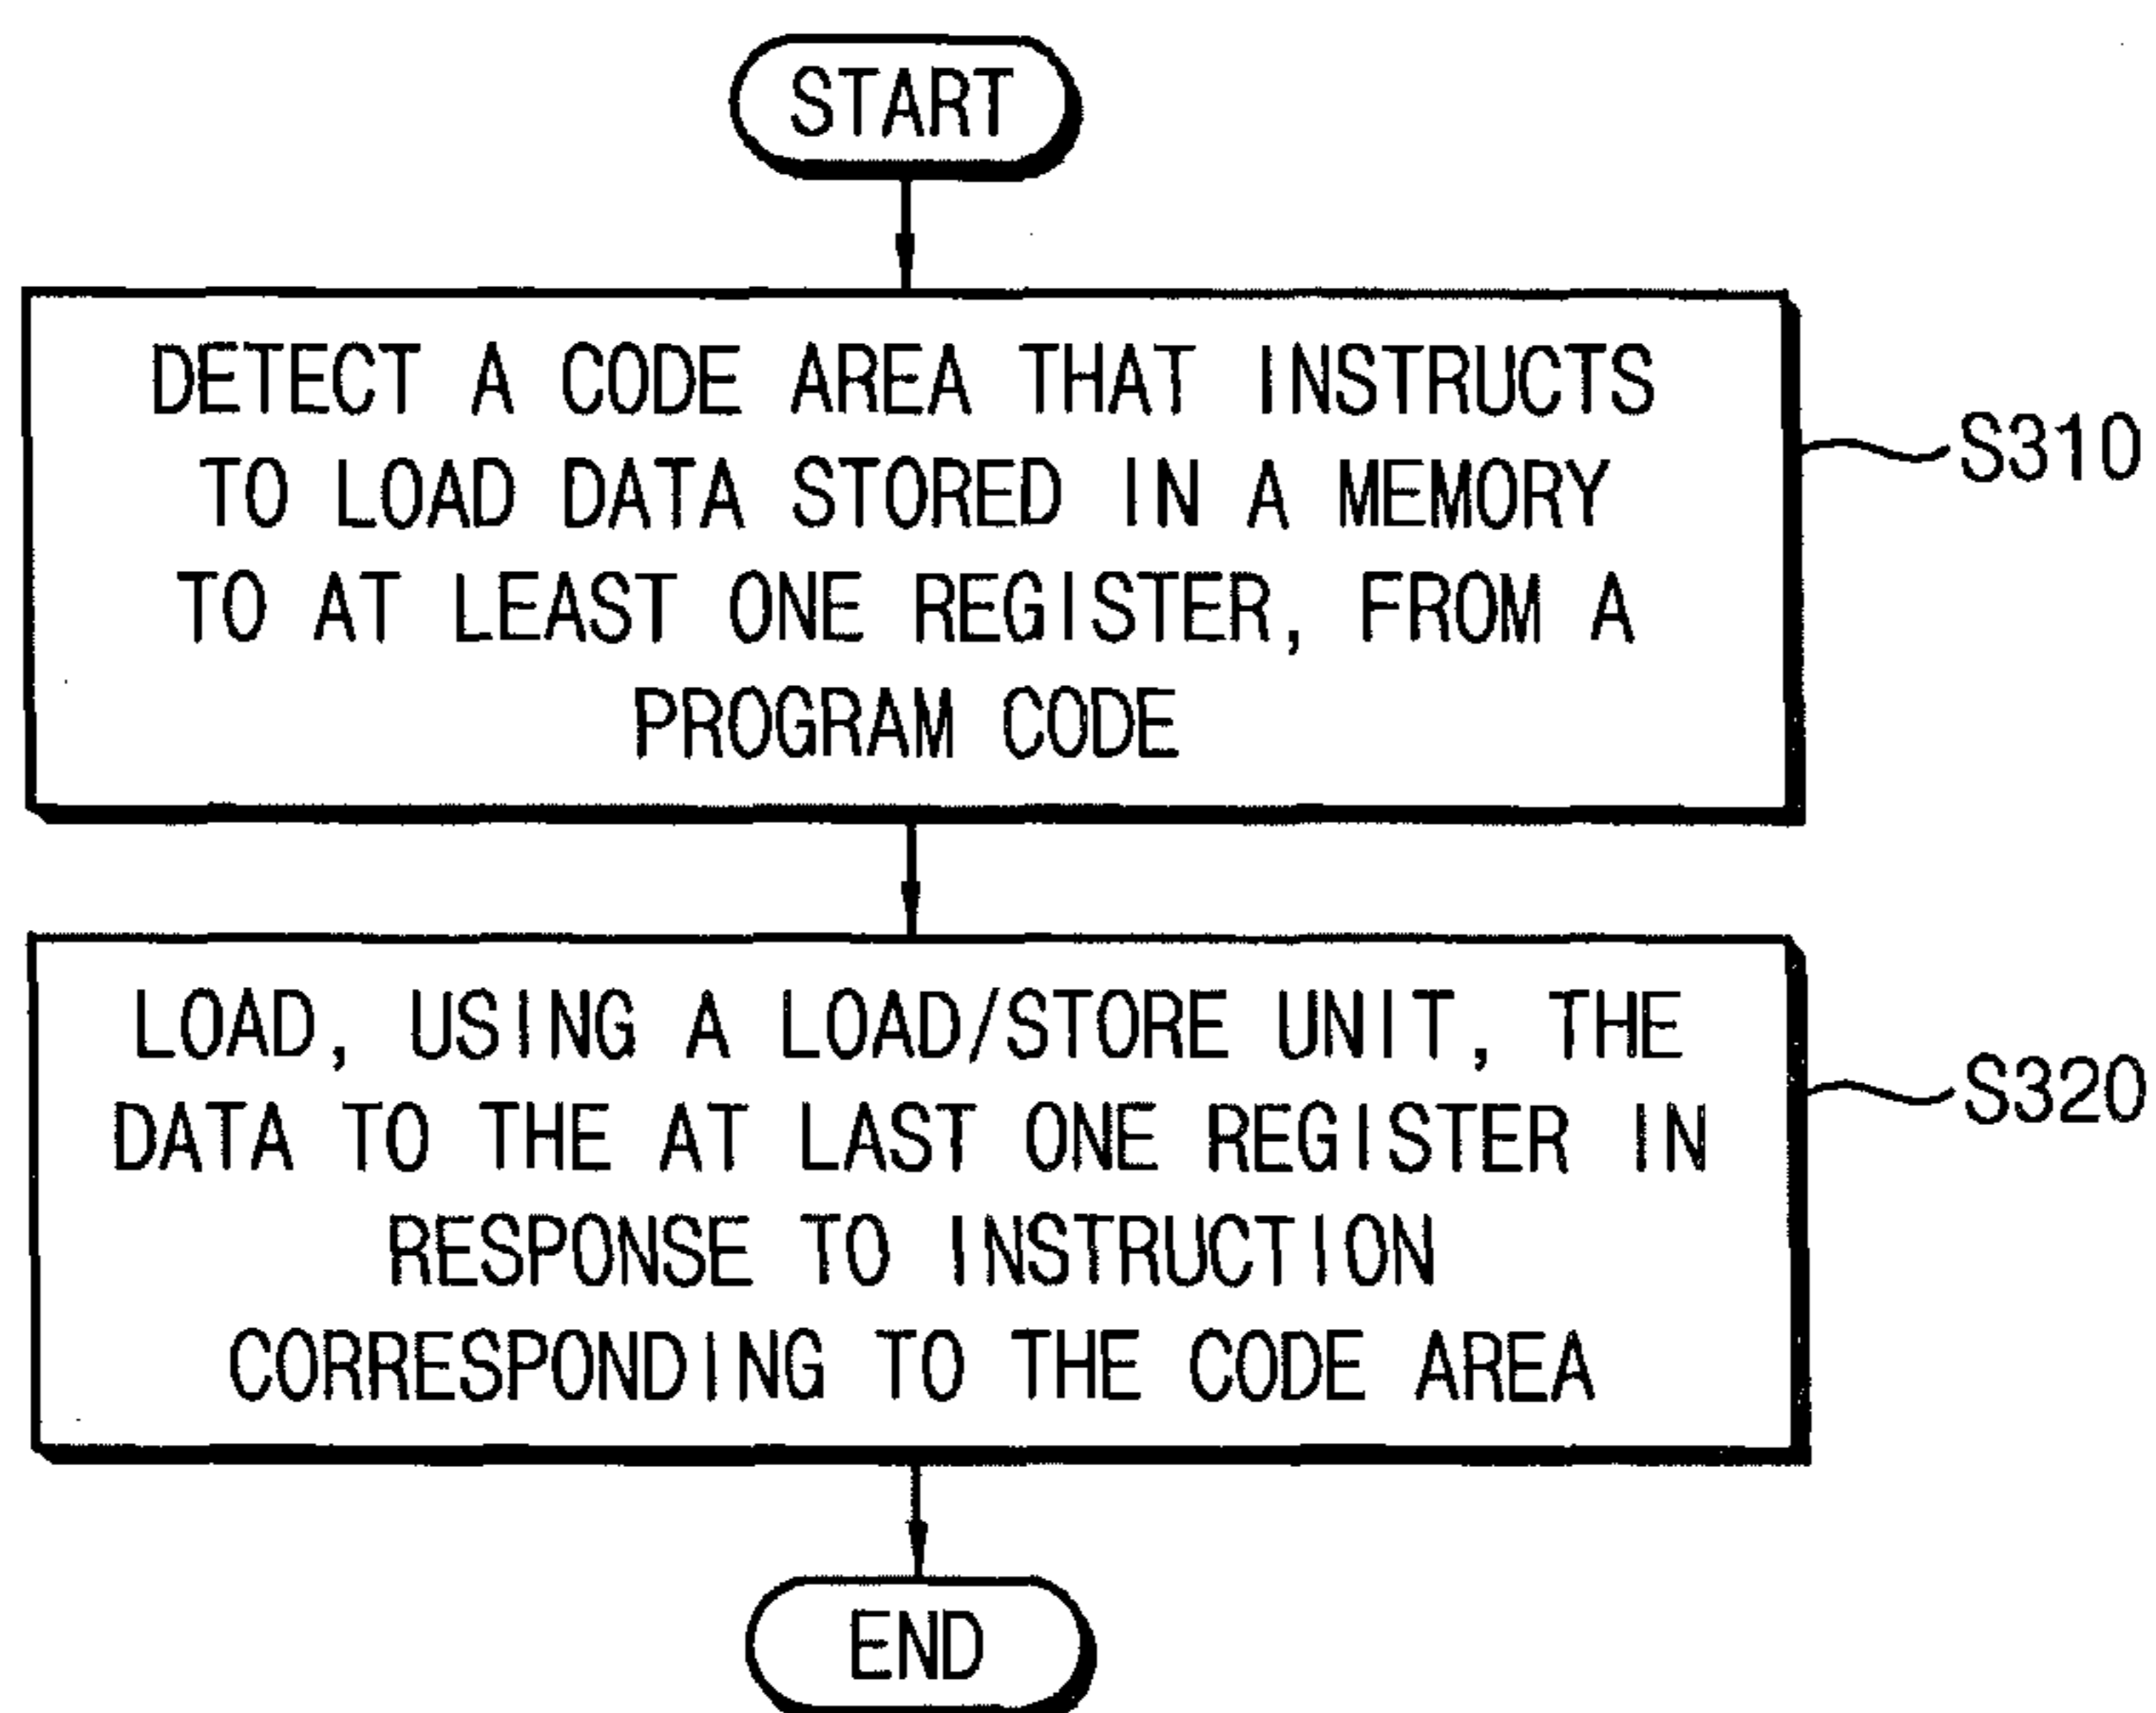 START
DETECT A CODE AREA THAT INSTRUCTS
TO LOAD DATA STORED IN A MEMORY
TO AT LEAST ONE REGISTER, FROM A
PROGRAM CODE
S310
LOAD, USING A LOAD/STORE UNIT, THE
DATA TO THE AT LAST ONE REGISTER IN
RESPONSE TO INSTRUCTION
CORRESPONDING TO THE CODE AREA
S320
END